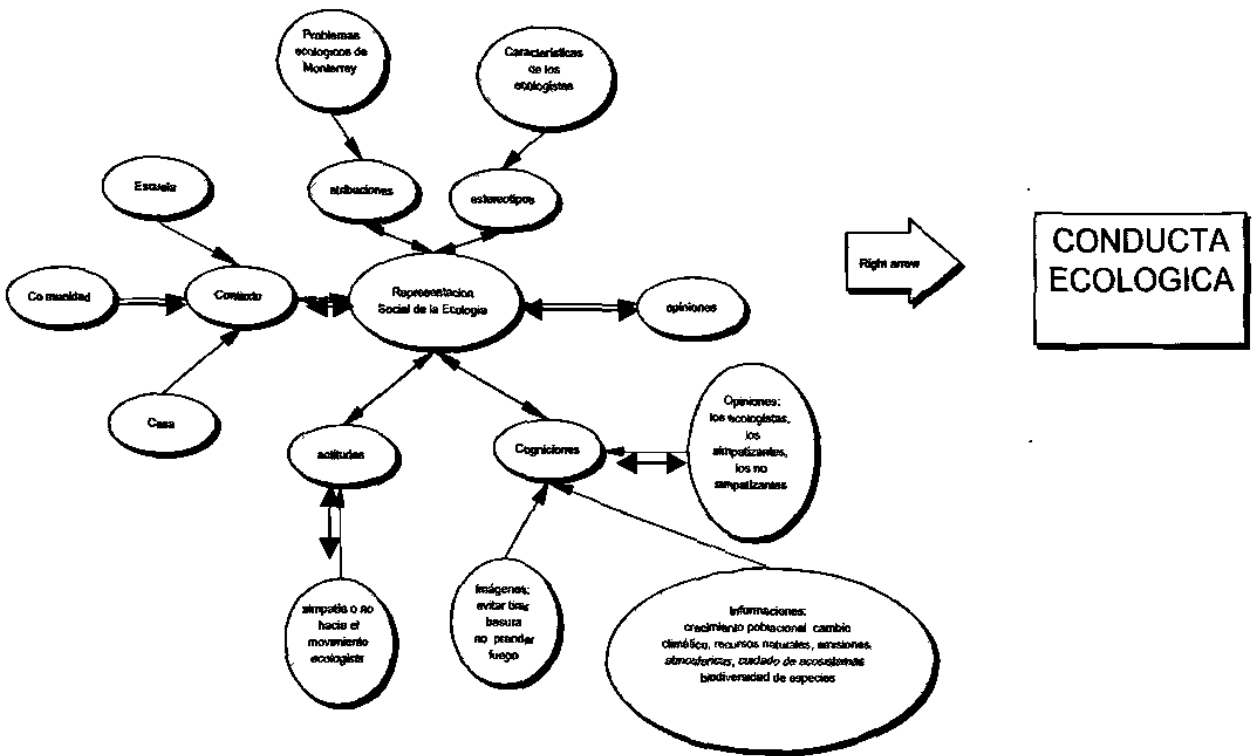 Problemas
ecologicos de
Monterrey
Características
de los
ecologistas
Escuela
atribuciones
estereotipos
Comunidad
Contexto
Representacion
Social de la Ecologia
opiniones
Right arrow
CONDUCTA
ECOLOGICA
Casa
actitudes
Cogniciones
Opiniones:
los ecologistas,
los
simpatizantes,
los no
simpatizantes
simpatia o no
hacia el
movimiento
ecologista
Imágenes:
evitar tirar
basura
no prender
fuego
Informaciones:
crecimiento poblacional cambio
climático, recursos naturales, emisiones,
atmosfericas, cuidado de ecosistemas
biodiversidad de especies